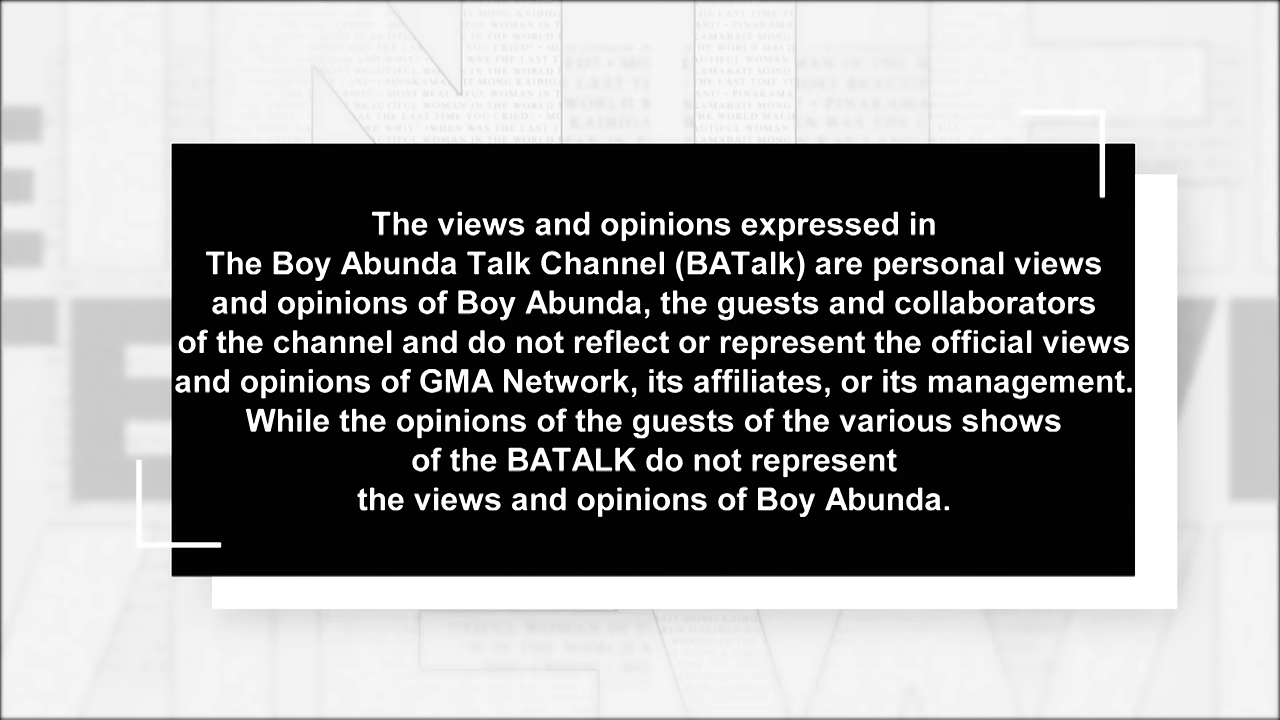 The views and opinions expressed in
The Boy Abunda Talk Channel (BATalk) are personal views
and opinions of Boy Abunda, the guests and collaborators
of the channel and do not reflect or represent the official views
and opinions of GMA Network, its affiliates, or its management.
While the opinions of the guests of the various shows
of the BATALK do not represent
the views and opinions of Boy Abunda.